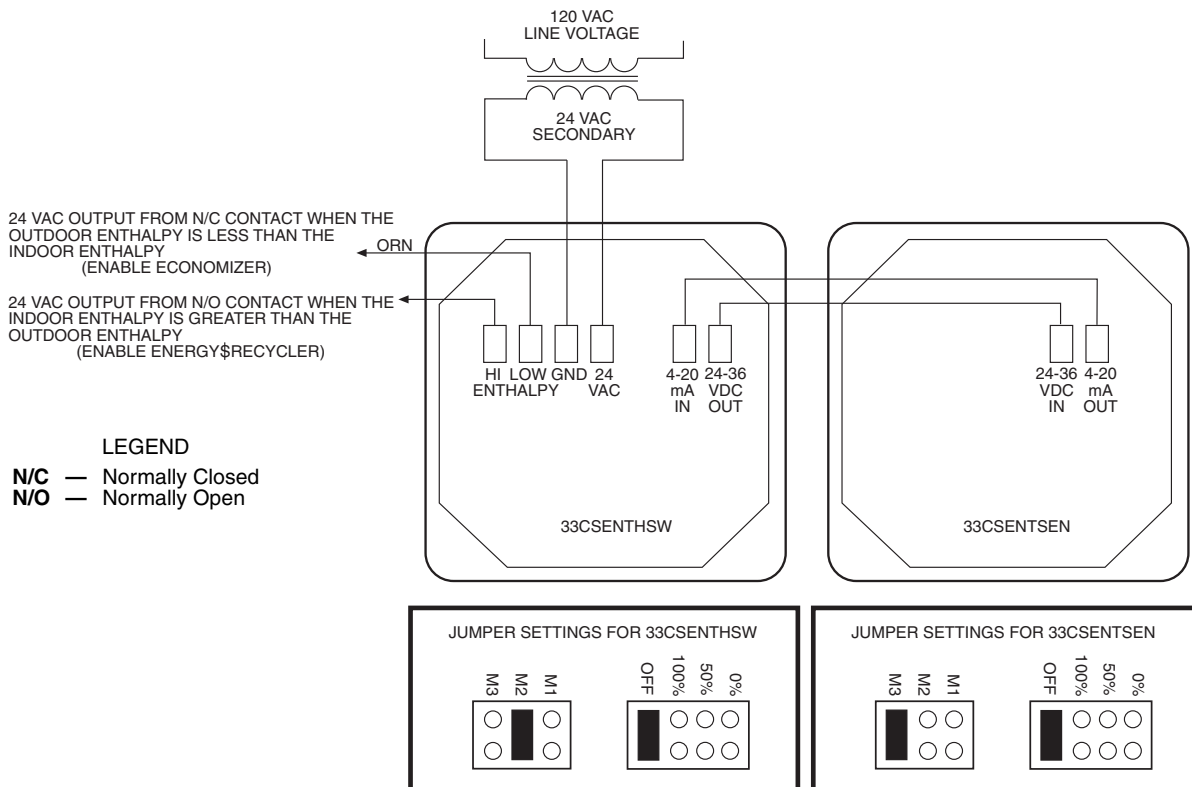 120 VAC
LINE VOLTAGE
24 VAC
SECONDARY
24 VAC OUTPUT FROM N/C CONTACT WHEN THE
OUTDOOR ENTHALPY IS LESS THAN THE
INDOOR ENTHALPY
(ENABLE ECONOMIZER)
ORN
24 VAC OUTPUT FROM N/O CONTACT WHEN THE
INDOOR ENTHALPY IS GREATER THAN THE
OUTDOOR ENTHALPY
(ENABLE ENERGY$RECYCLER)
HI LOW GND 24
ENTHALPY VAC
4-20 24-36
mA VDC
IN OUT
24-36 4-20
VDC mA
IN OUT
LEGEND
N/C — Normally Closed
N/O — Normally Open
33CSENTHSW
33CSENTSEN
JUMPER SETTINGS FOR 33CSENTHSW
M3 M2 M1
OFF 100% 50% 0%
JUMPER SETTINGS FOR 33CSENTSEN
M3 M2 M1
OFF 100% 50% 0%